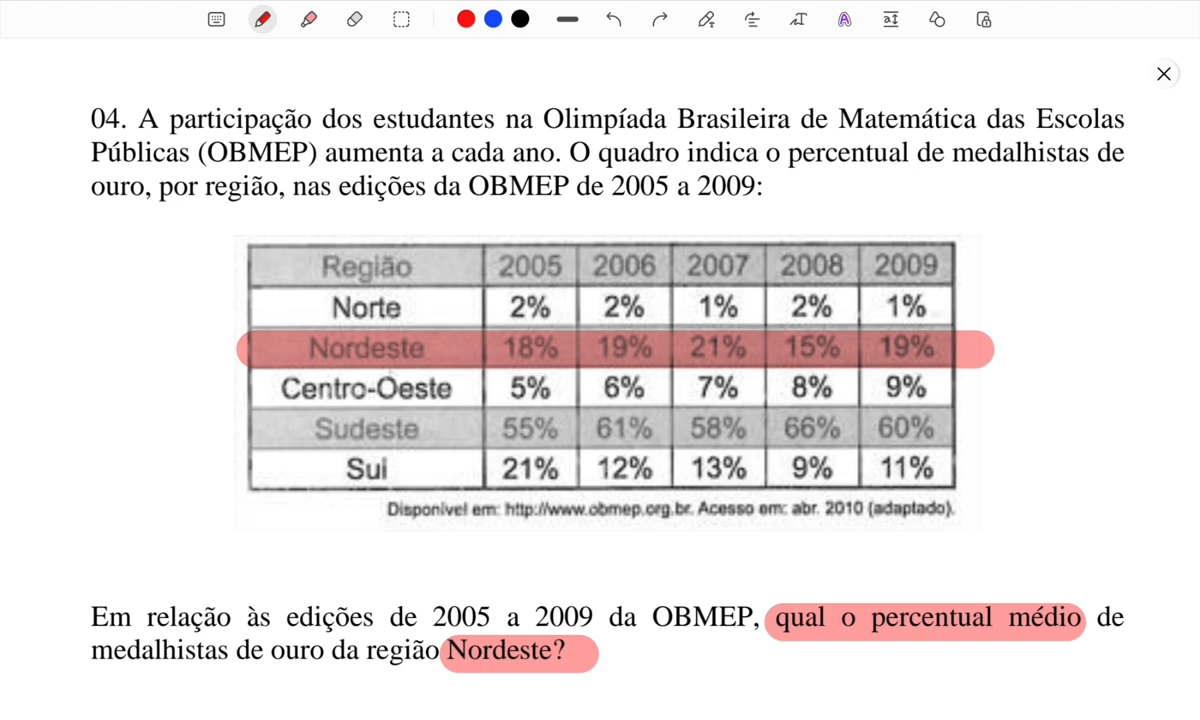 04. A participação dos estudantes na Olimpíada Brasileira de Matemática das Escolas
Públicas (OBMEP) aumenta a cada ano. O quadro indica o percentual de medalhistas de
ouro, por região, nas edições da OBMEP de 2005 a 2009:
Região 2005 2006 2007 2008 2009
Norte 2% 2% 1% 2% 1%
Nordeste 18% 19% 21% 15% 19%
Centro-Oeste 5% 6% 7% 8% 9%
Sudeste 55% 61% 58% 66% 60%
Sul 21% 12% 13% 9% 11%
Disponível em: http://www.obmep.org.br. Acesso em: abr. 2010 (adaptado).
Em relação às edições de 2005 a 2009 da OBMEP, qual o percentual médio de
medalhistas de ouro da região Nordeste?